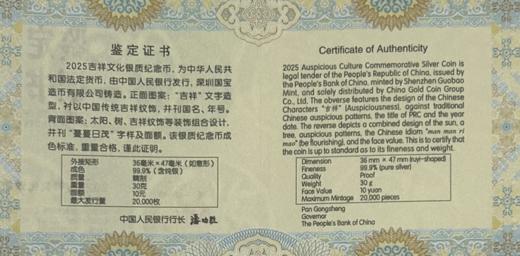 鉴定证书
2025吉祥文化银质纪念币，为中华人民共
和国法定货币，由中国人民银行发行，深圳国宝
造币有限公司铸造。正面图案："吉祥"文字造
型，衬以中国传统吉祥纹饰，并刊国名、年号。
背面图案：太阳、树、吉祥纹饰等装饰组合设计，
并刊"蔓蔓日茂"字样及面额。该银质纪念币成
色标准，重量合格，谨此证明。
外接矩形 36毫米×47毫米（如意形）
成色 99.9%（含纯银）
质量 精制
重量 30克
面额 10元
最大发行量 20,000枚
中国人民银行行长
Certificate of Authenticity
2025 Auspicious Culture Commemorative Silver Coin is
legal tender of the People's Republic of China, issued by
the People's Bank of China, minted by Shenzhen Guobao
Mint, and solely distributed by China Gold Coin Group
Co., Ltd. The obverse features the design of the Chinese
Characters "吉祥" (Auspiciousness), against traditional
Chinese auspicious patterns, the title of PRC and the year
date. The reverse depicts a combined design of the sun, a
tree, auspicious patterns, the Chinese idiom "man man ri
mao" (be flourishing), and the face value. This is to certify that
the coin is up to standard as to its fineness and weight.
Dimension 36 mm × 47 mm (ruyi-shaped)
Fineness 99.9% (pure silver)
Quality Proof
Weight 30 g
Face Value 10 yuan
Maximum Mintage 20,000 pieces
Pan Gongsheng
Governor
The People's Bank of China